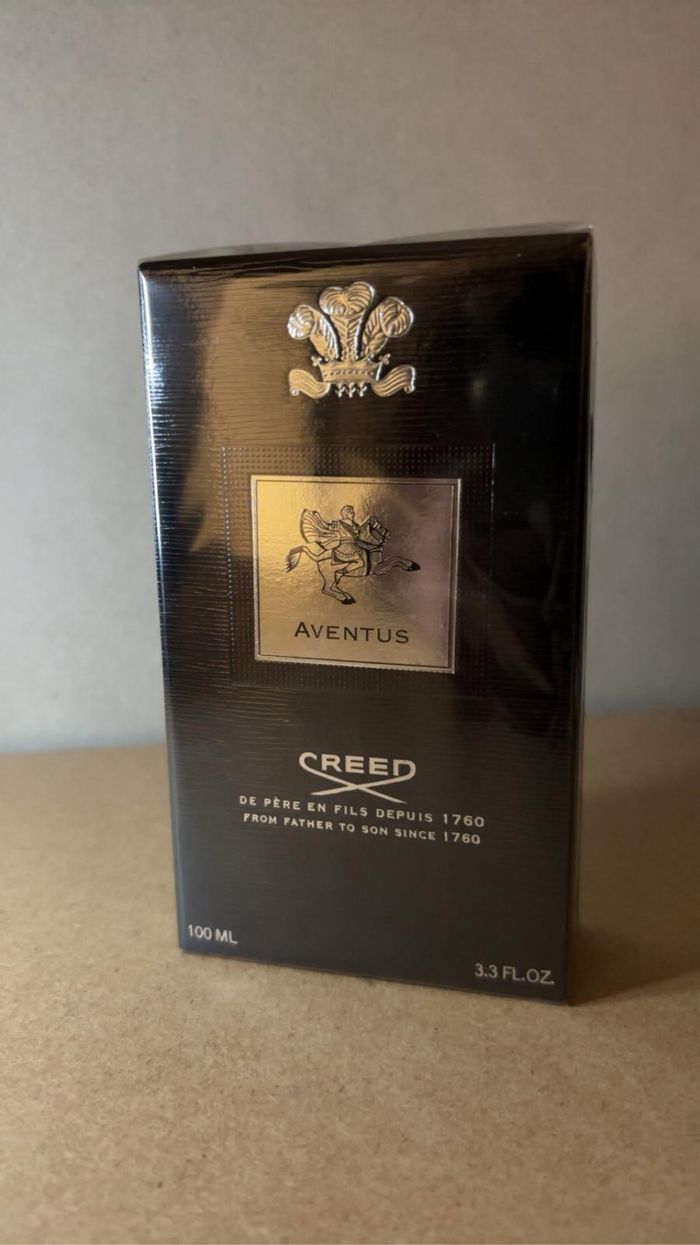 AVENTUS
CREED
DE PÈRE EN FILS DEPUIS 1760
FROM FATHER TO SON SINCE 1760
100 ML
3.3 FL.OZ.